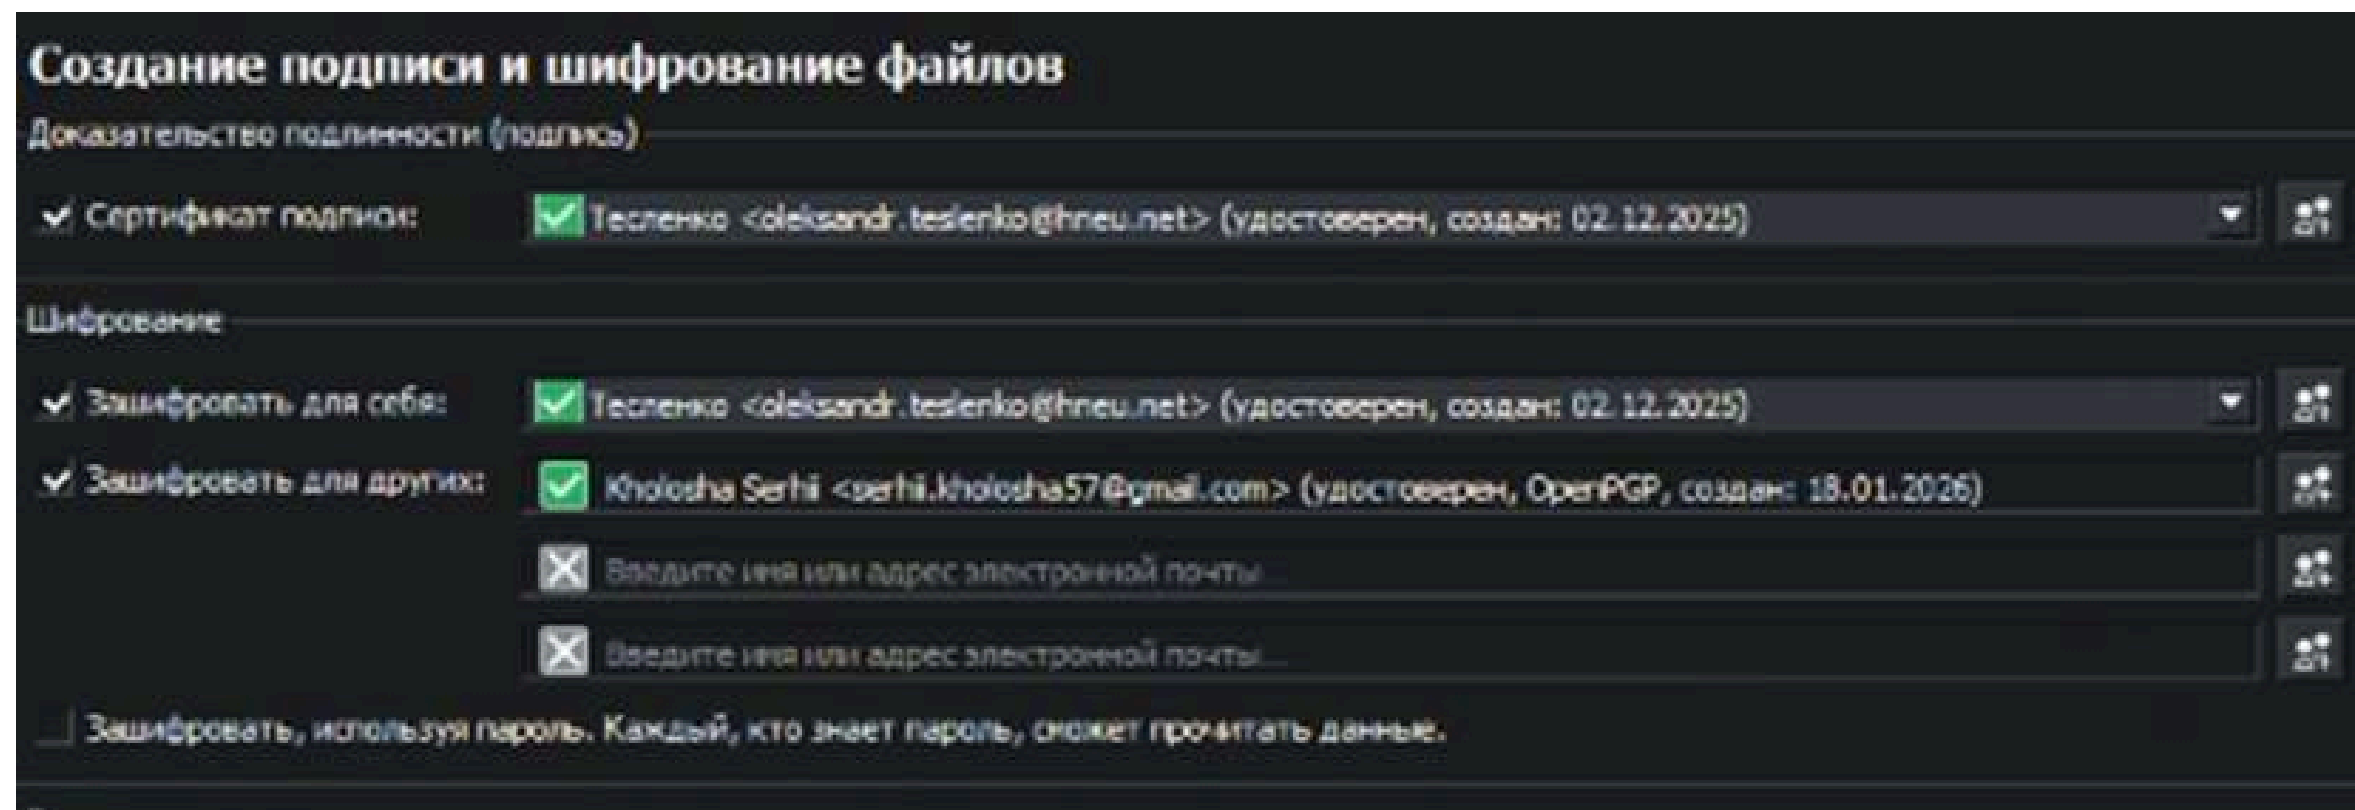 Создание подписи и шифрование файлов
Доказательство подлинности (подпись)
Сертификат подписи: Тесленко <oleksandr.teslenko@hneu.net> (удостоверен, создан: 02.12.2025)
Шифрование
Зашифровать для себя: Тесленко <oleksandr.teslenko@hneu.net> (удостоверен, создан: 02.12.2025)
Зашифровать для других: Kholosha Serhii <serhii.kholosha57@gmail.com> (удостоверен, OpenPGP, создан: 18.01.2026)
Введите имя или адрес электронной почты...
Введите имя или адрес электронной почты...
Зашифровать, используя пароль. Каждый, кто знает пароль, сможет прочитать данные.